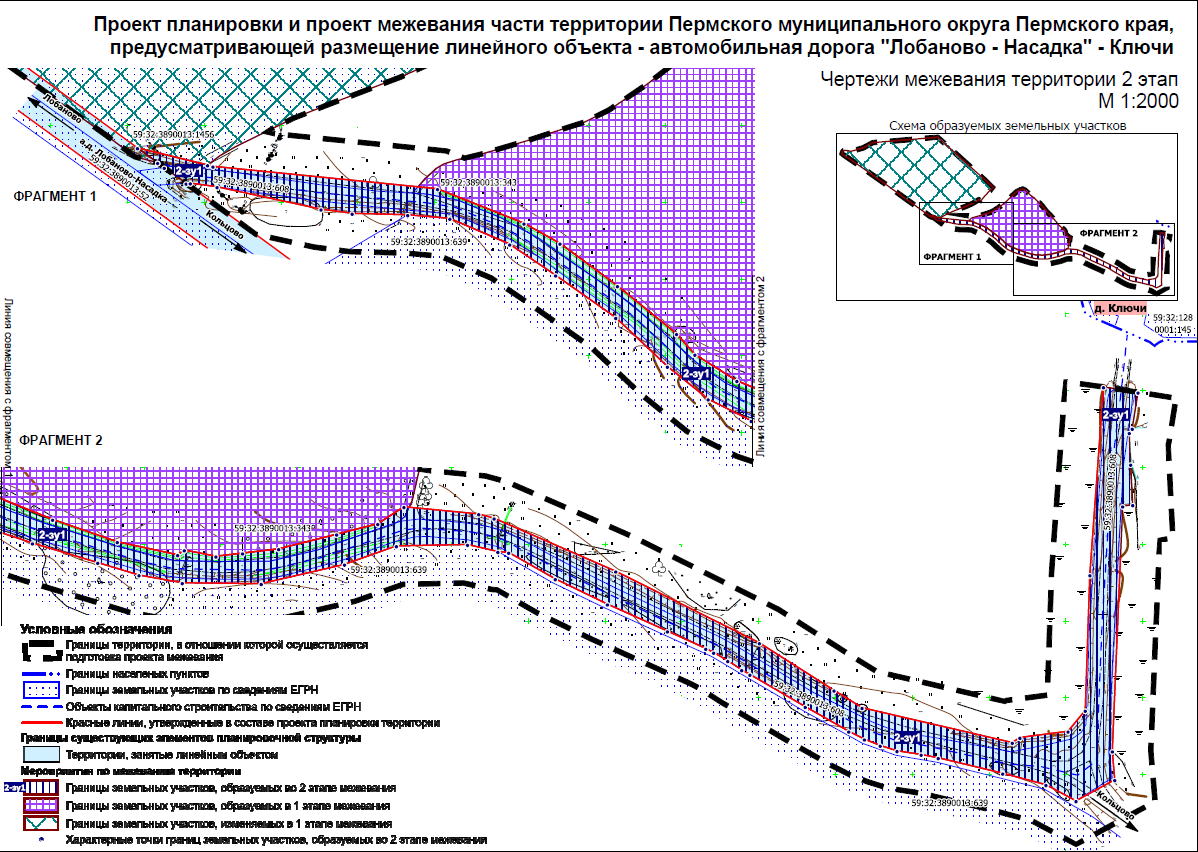 Проект планировки и проект межевания части территории Пермского муниципального округа Пермского края,
предусматривающей размещение линейного объекта - автомобильная дорога "Лобаново - Насадка" - Ключи
Чертежи межевания территории 2 этап
М 1:2000
Схема образуемых земельных участков
ФРАГМЕНТ 2
ФРАГМЕНТ 1
д. Ключи
59:32:128
0001:145
ФРАГМЕНТ 1
Лобаново
а.д. Лобаново-Насадка
Кольцово
59:32:3890013:1456
2-зу1
59:32:3890013:608
59:32:3890013:343
59:32:3890013:639
2-зу1
Линия совмещения с фрагментом 2
Линия совмещения с фрагментом 1
ФРАГМЕНТ 2
2-зу1
59:32:3890013:3439
59:32:3890013:639
59:32:3890013:608
2-зу1
59:32:3890013:639
2-зу1
59:32:3890013:608
Кольцово
Условные обозначения
Границы территории, в отношении которой осуществляется
подготовка проекта межевания
Границы населеных пунктов
Границы земельных участков по сведениям ЕГРН
Объекты капитального строительства по сведениям ЕГРН
Красные линии, утвержденные в составе проекта планировки территории
Границы существующих элементов планировочной структуры
Территории, занятые линейным объектом
Мероприятия по межеванию территории
2-зу1
Границы земельных участков, образуемых во 2 этапе межевания
Границы земельных участков, образуемых в 1 этапе межевания
Границы земельных участков, изменяемых в 1 этапе межевания
Характерные точки границ земельных участков, образуемых во 2 этапе межевания